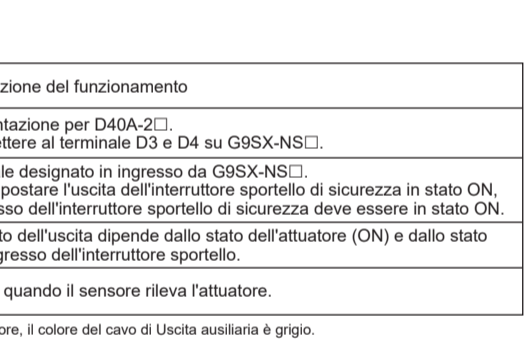 zione del funzionamento
ntazione per D40A-2□.
ettere al terminale D3 e D4 su G9SX-NS□.
le designato in ingresso da G9SX-NS□.
postare l'uscita dell'interruttore sportello di sicurezza in stato ON,
sso dell'interruttore sportello di sicurezza deve essere in stato ON.
to dell'uscita dipende dallo stato dell'attuatore (ON) e dallo stato
gresso dell'interruttore sportello.
quando il sensore rileva l'attuatore.
ore, il colore del cavo di Uscita ausiliaria è grigio.